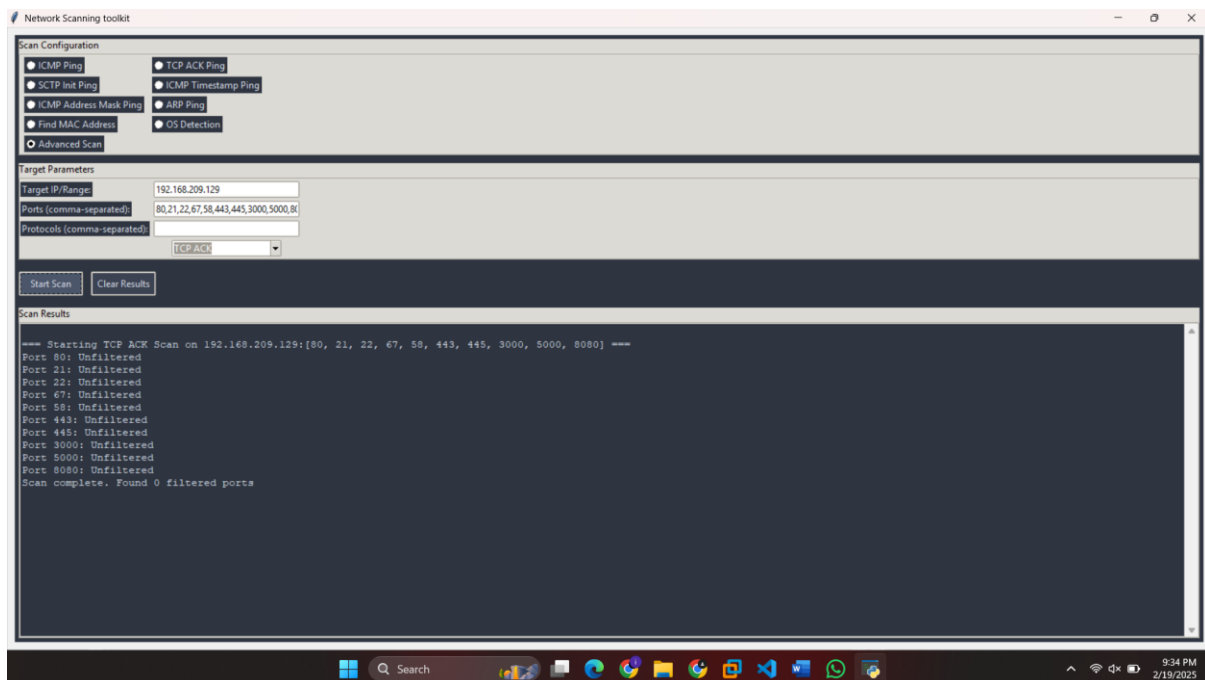 Network Scanning toolkit
Scan Configuration
ICMP Ping TCP ACK Ping
SCTP Init Ping ICMP Timestamp Ping
ICMP Address Mask Ping ARP Ping
Find MAC Address OS Detection
Advanced Scan
Target Parameters
Target IP/Range: 192.168.209.129
Ports (comma-separated): 80,21,22,67,58,443,445,3000,5000,80
Protocols (comma-separated):
TCP ACK
Start Scan Clear Results
Scan Results
=== Starting TCP ACK Scan on 192.168.209.129:[80, 21, 22, 67, 58, 443, 445, 3000, 5000, 8080] ===
Port 80: Unfiltered
Port 21: Unfiltered
Port 22: Unfiltered
Port 67: Unfiltered
Port 58: Unfiltered
Port 443: Unfiltered
Port 445: Unfiltered
Port 3000: Unfiltered
Port 5000: Unfiltered
Port 8080: Unfiltered
Scan complete. Found 0 filtered ports
Search
9:34 PM
2/19/2025